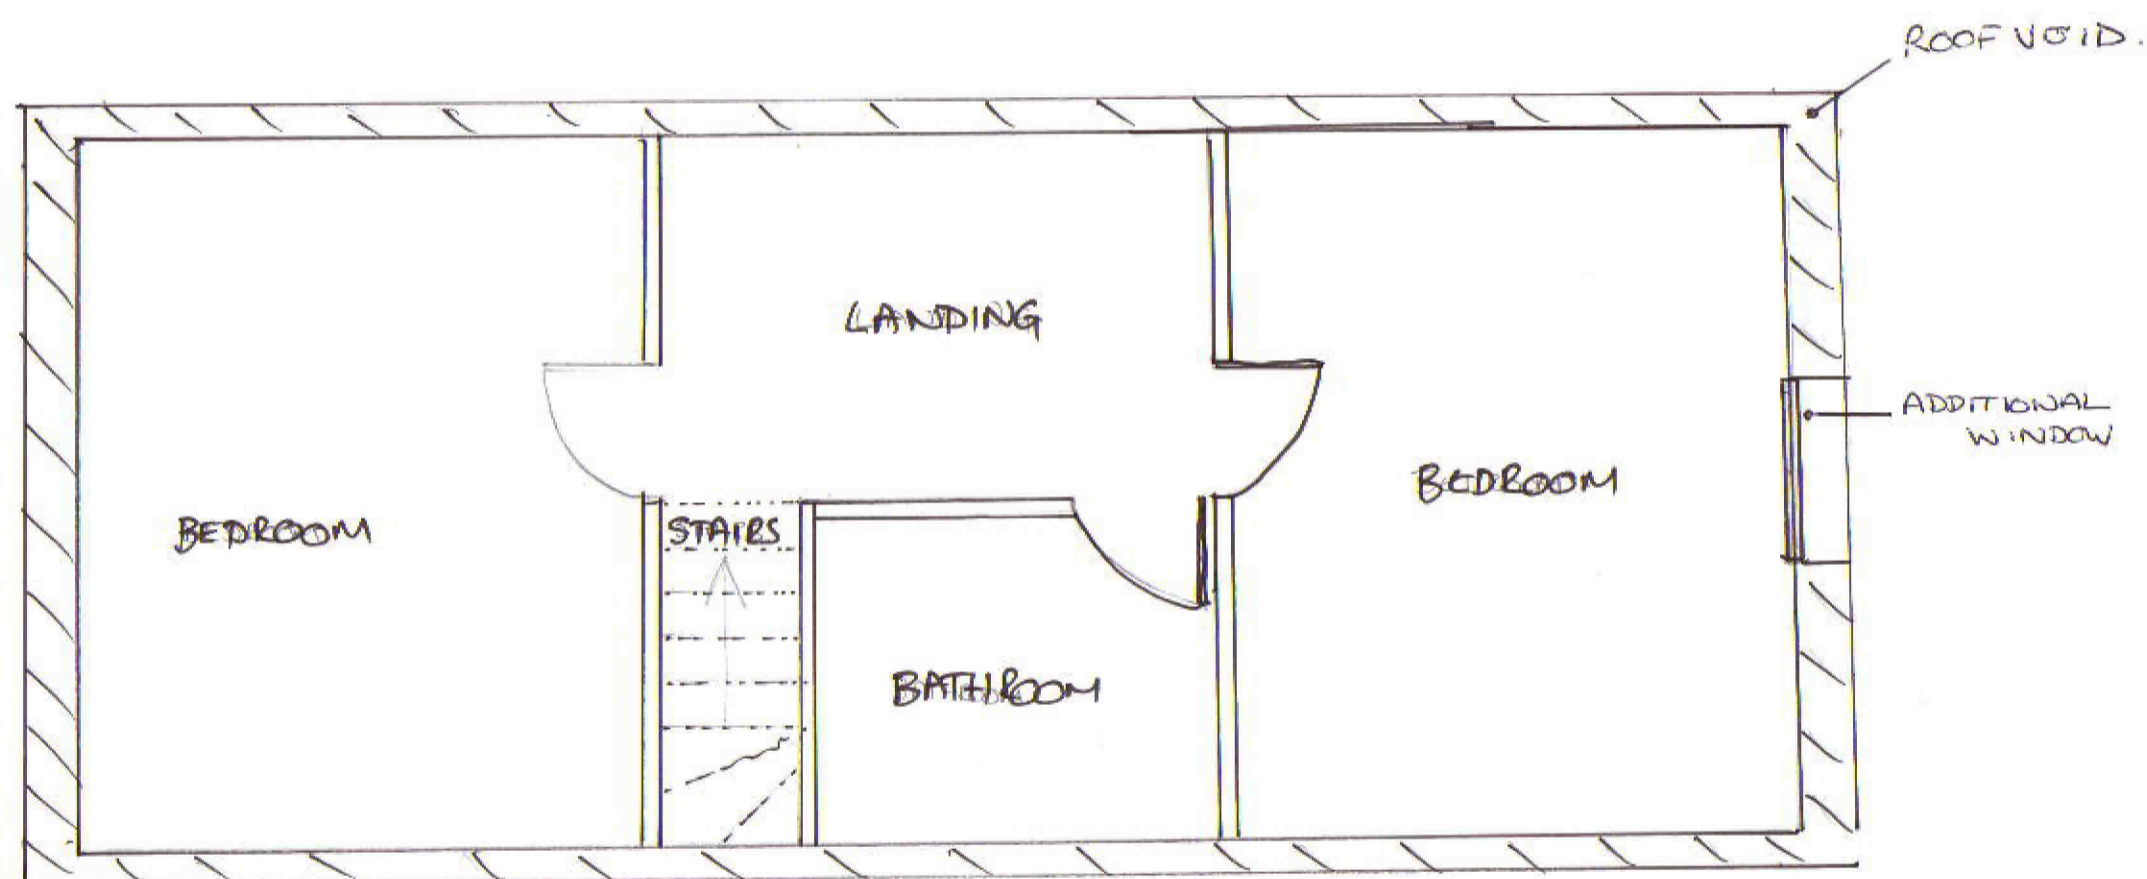 ROOF VOID.
LANDING
ADDITIONAL
WINDOW
BEDROOM
BEDROOM
STAIRS
BATHROOM